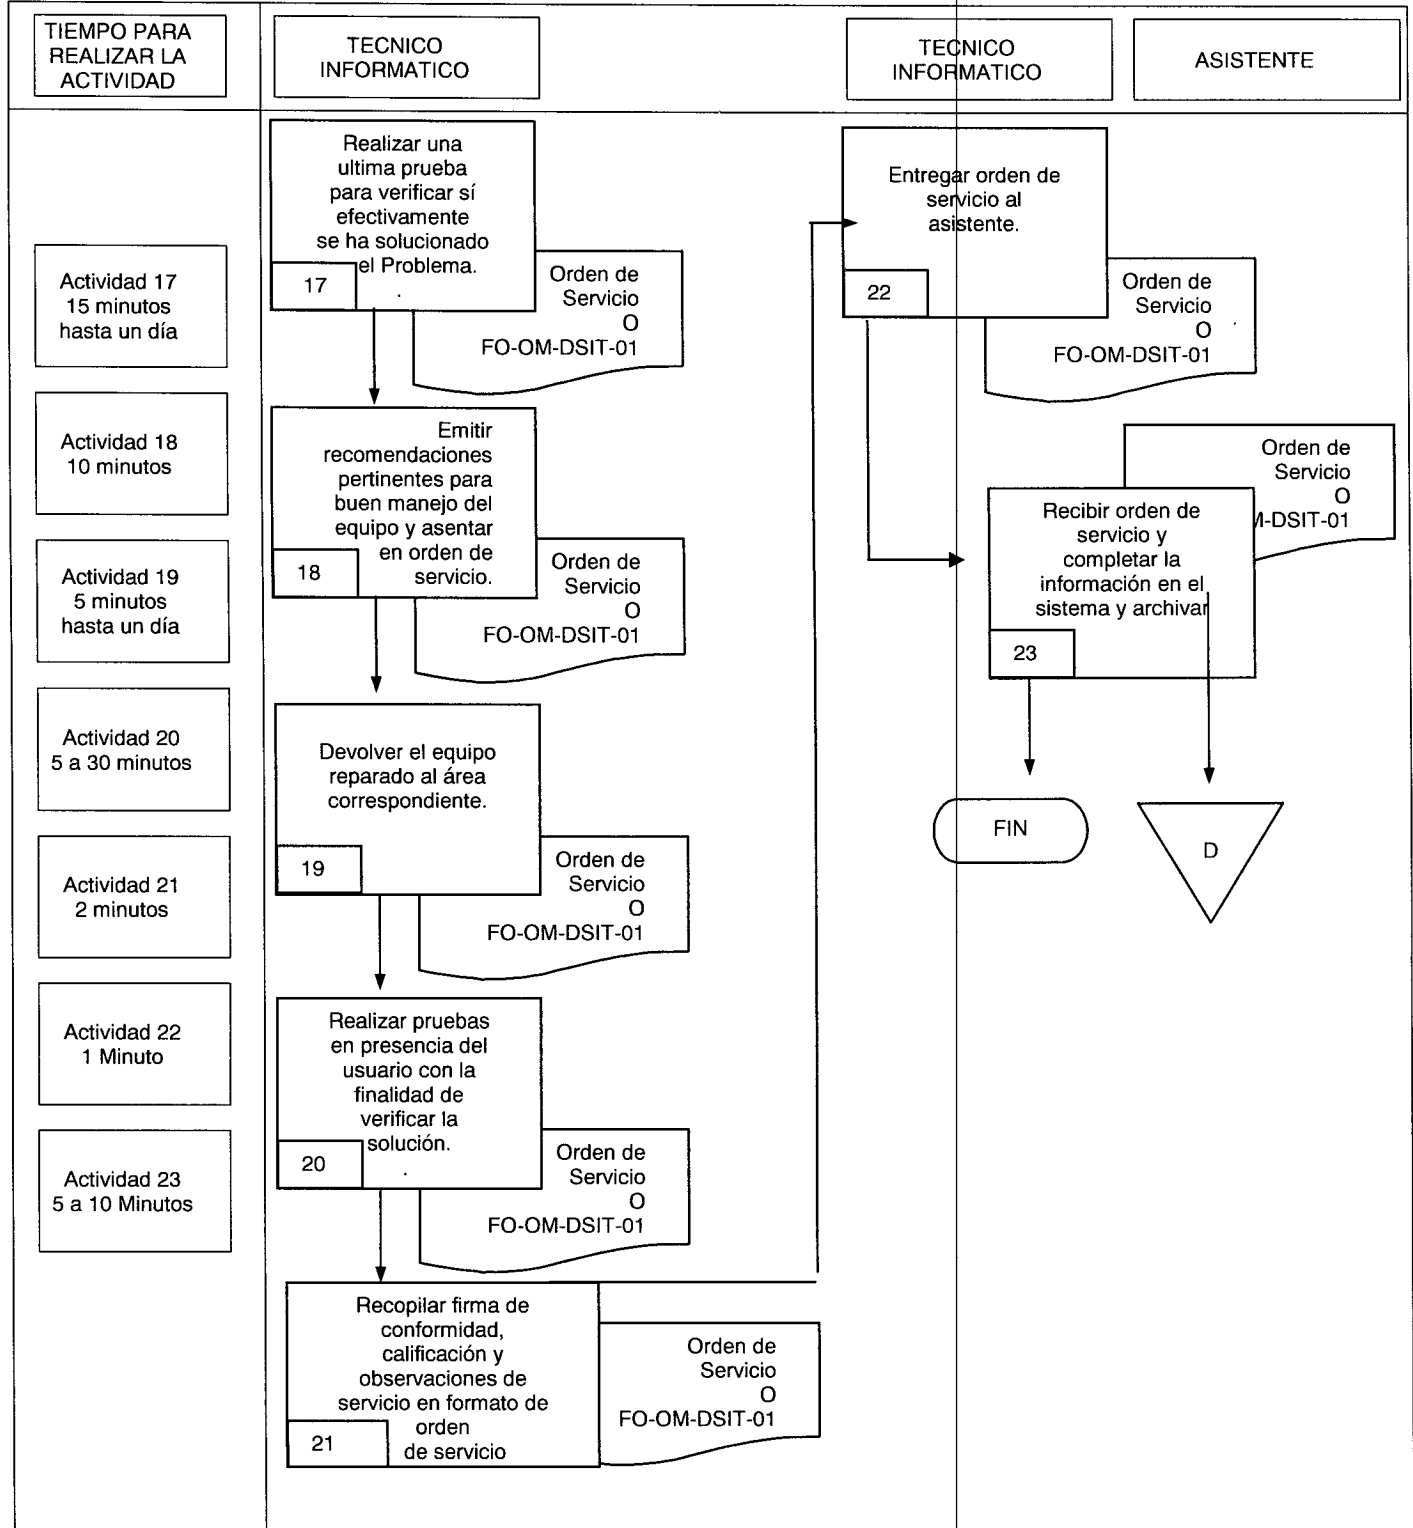 TIEMPO PARA
REALIZAR LA
ACTIVIDAD
TECNICO
INFORMATICO
TECNICO
INFORMATICO
ASISTENTE
Actividad 17
15 minutos
hasta un día
Actividad 18
10 minutos
Actividad 19
5 minutos
hasta un día
Actividad 20
5 a 30 minutos
Actividad 21
2 minutos
Actividad 22
1 Minuto
Actividad 23
5 a 10 Minutos
Realizar una
ultima prueba
para verificar sí
efectivamente
se ha solucionado
el Problema.
17
Orden de
Servicio
O
FO-OM-DSIT-01
Emitir
recomendaciones
pertinentes para
buen manejo del
equipo y asentar
en orden de
servicio.
18
Orden de
Servicio
O
FO-OM-DSIT-01
Devolver el equipo
reparado al área
correspondiente.
19
Orden de
Servicio
O
FO-OM-DSIT-01
Realizar pruebas
en presencia del
usuario con la
finalidad de
verificar la
solución.
20
Orden de
Servicio
O
FO-OM-DSIT-01
Recopilar firma de
conformidad,
calificación y
observaciones de
servicio en formato de
orden
de servicio
21
Orden de
Servicio
O
FO-OM-DSIT-01
Entregar orden de
servicio al
asistente.
22
Orden de
Servicio
O
FO-OM-DSIT-01
Orden de
Servicio
O
M-DSIT-01
Recibir orden de
servicio y
completar la
información en el
sistema y archivar
23
FIN
D